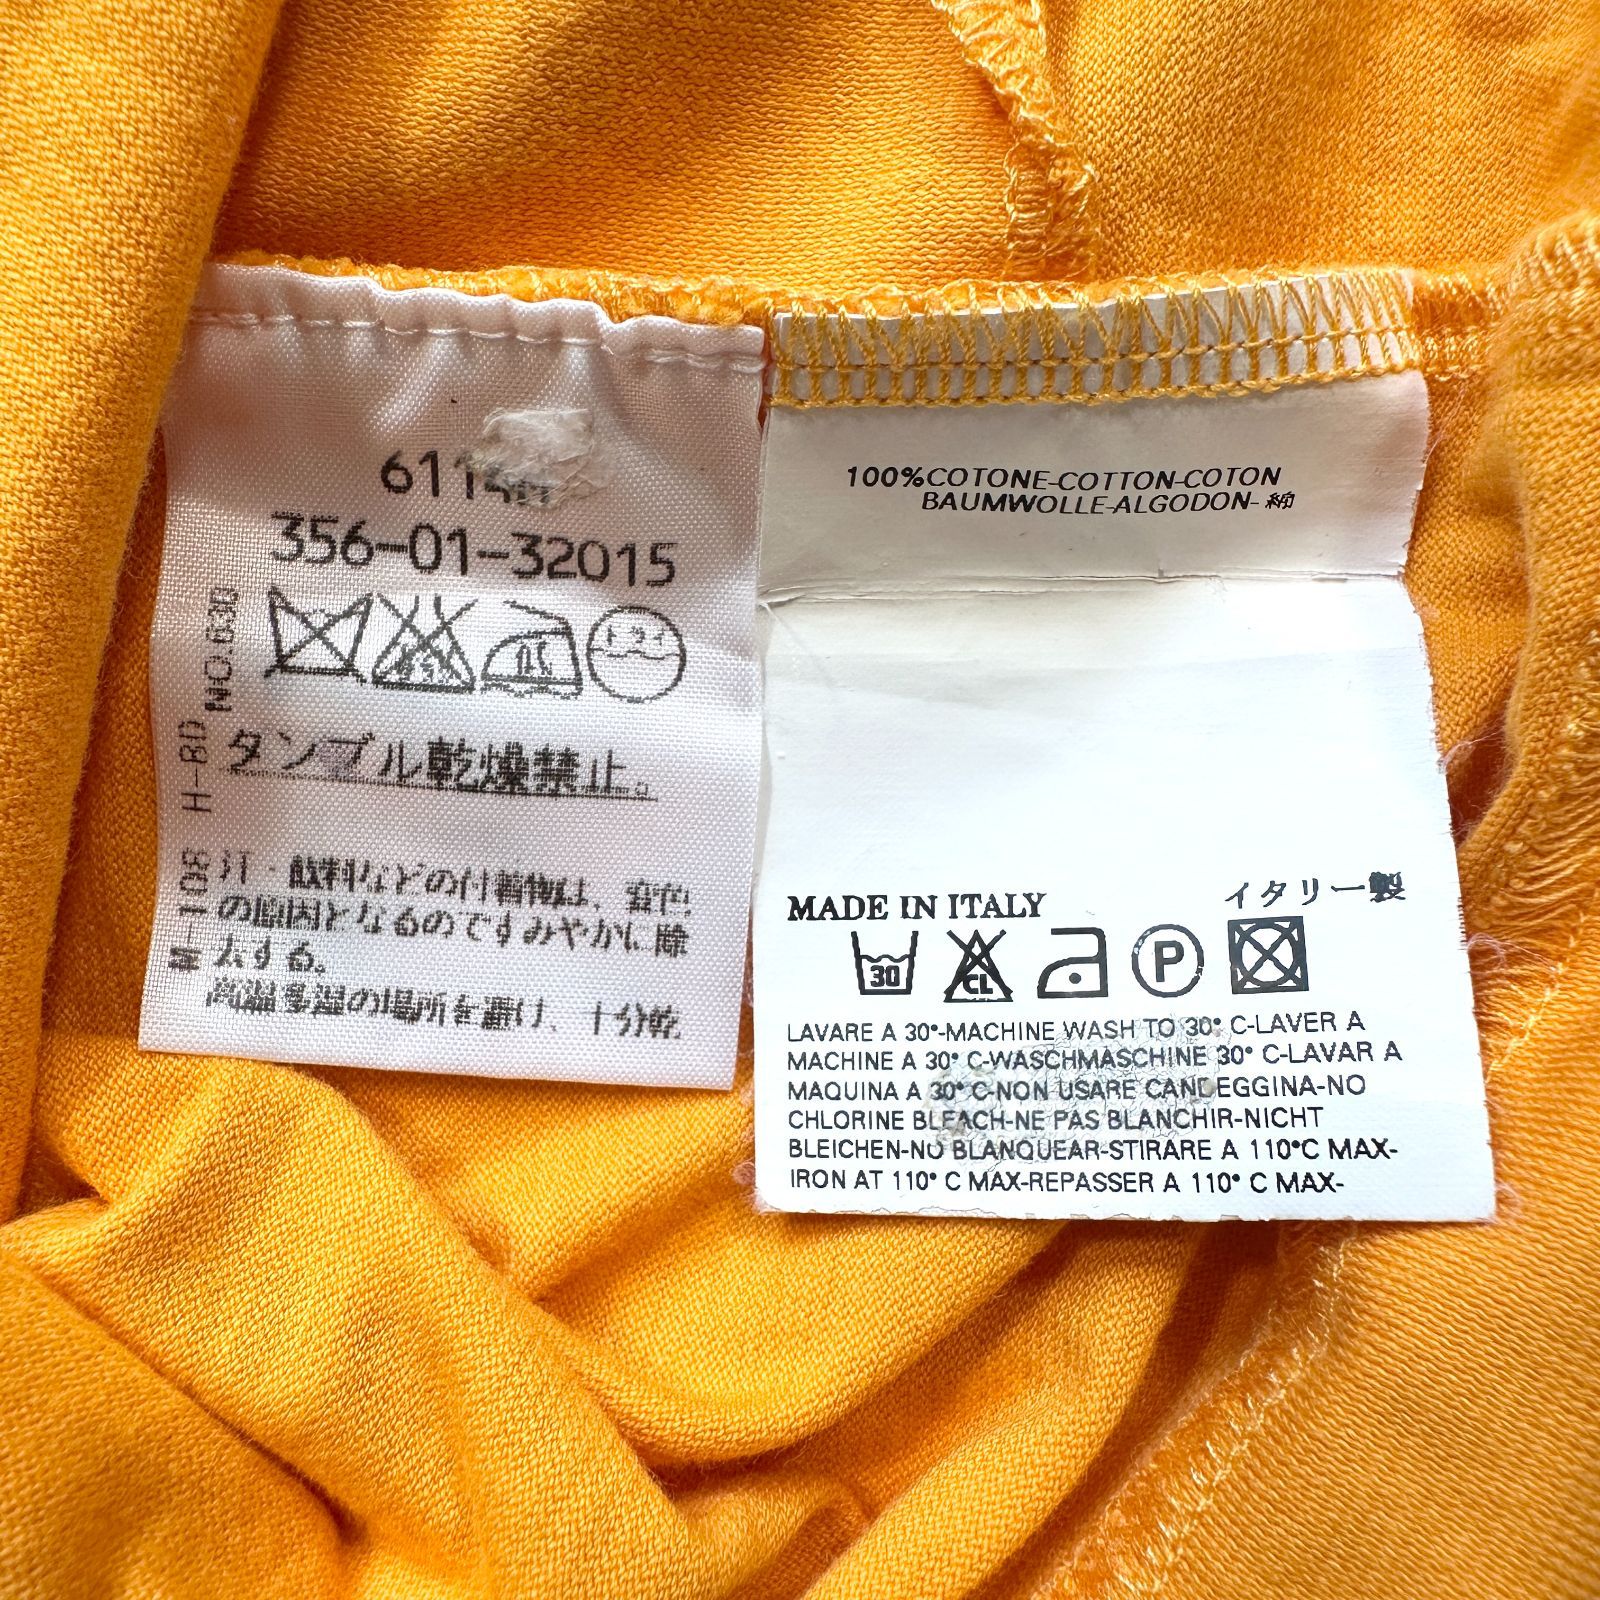 356-01-32015
ドライ
タンブル乾燥禁止。
汗・飲料などの付着物は、変色
の原因となるのですみやかに除
去する。
高温多湿の場所を避け、十分乾
M-108 H-BD NO.630
100%COTONE-COTTON-COTON
BAUMWOLLE-ALGODON-綿
MADE IN ITALY イタリー製
30 CL P
LAVARE A 30°-MACHINE WASH TO 30° C-LAVER A
MACHINE A 30° C-WASCHMASCHINE 30° C-LAVAR A
MAQUINA A 30° C-NON USARE CANDEGGINA-NO
CHLORINE BLEACH-NE PAS BLANCHIR-NICHT
BLEICHEN-NO BLANQUEAR-STIRARE A 110°C MAX-
IRON AT 110° C MAX-REPASSER A 110° C MAX-